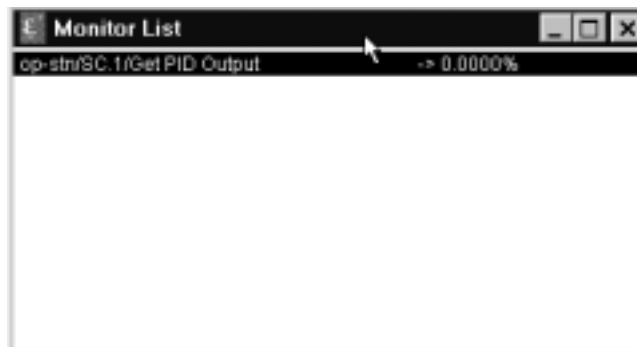 Monitor List
op-stn/SC.1/Get PID Output -> 0.0000%